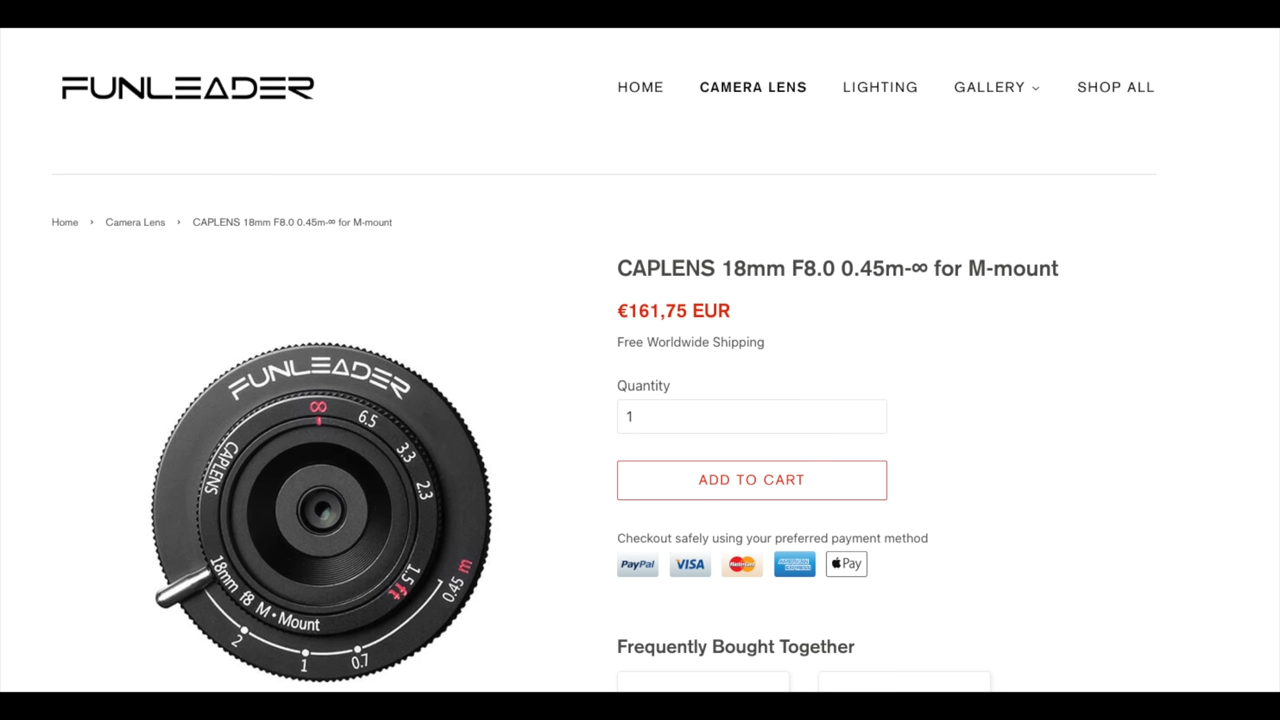 FUNLEADER
HOME CAMERA LENS LIGHTING GALLERY SHOP ALL
Home › Camera Lens › CAPLENS 18mm F8.0 0.45m-∞ for M-mount
CAPLENS 18mm F8.0 0.45m-∞ for M-mount
€161,75 EUR
Free Worldwide Shipping
Quantity
1
ADD TO CART
Checkout safely using your preferred payment method
PayPal VISA MasterCard AMERICAN EXPRESS Pay
Frequently Bought Together
FUNLEADER
∞ 6.5 3.3 2.3 1.5 ft
CAPLENS
18mm f8 M•Mount
2 1 0.7 0.45 m